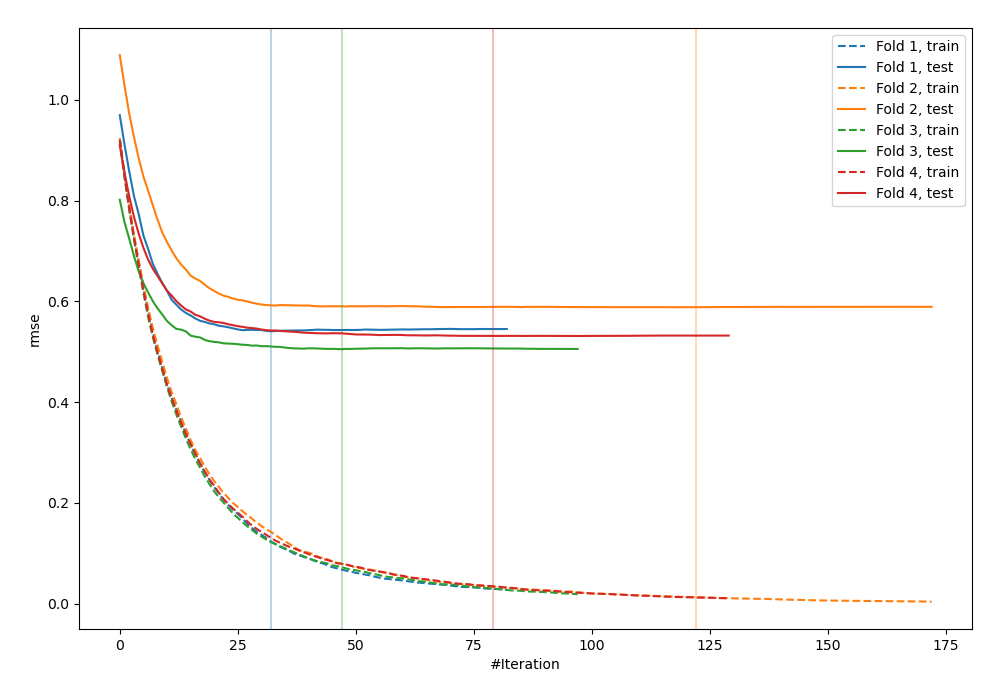 Fold 1, train
Fold 1, test
Fold 2, train
Fold 2, test
Fold 3, train
Fold 3, test
Fold 4, train
Fold 4, test
1.0
0.8
0.6
0.4
0.2
0.0
rmse
0 25 50 75 100 125 150 175
#Iteration